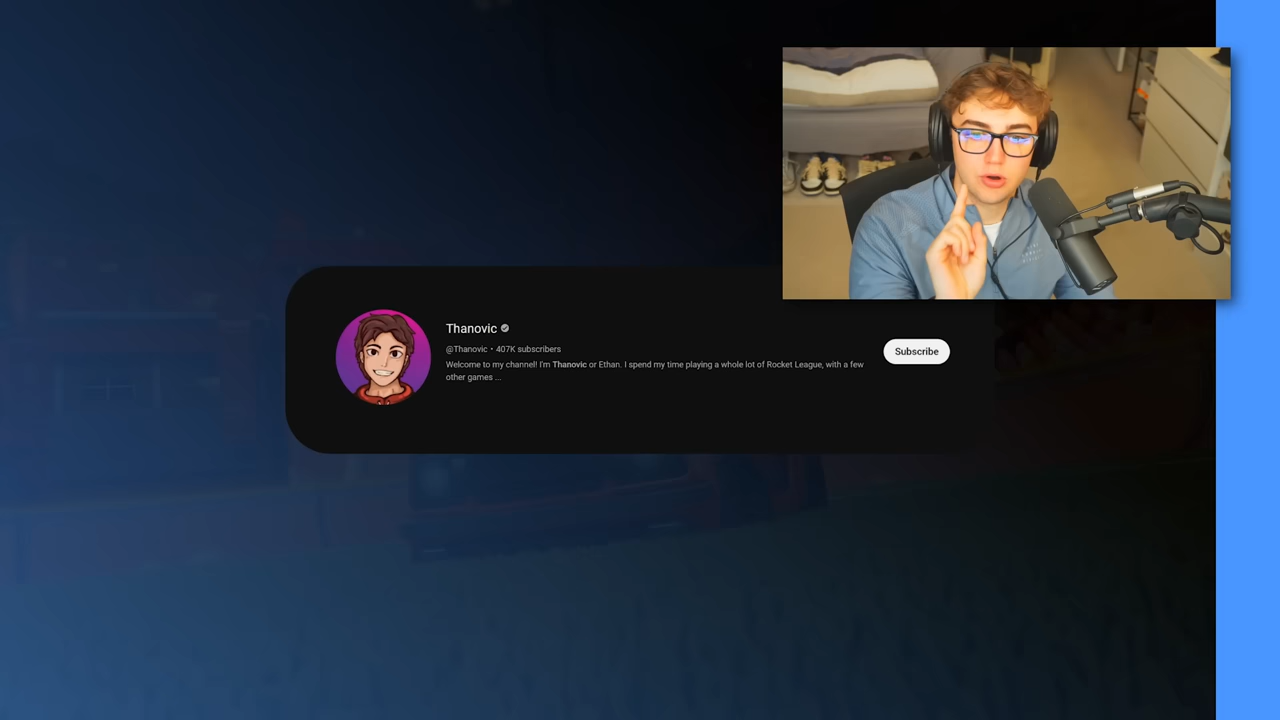 Thanovic
@Thanovic • 407K subscribers
Welcome to my channel! I'm Thanovic or Ethan. I spend my time playing a whole lot of Rocket League, with a few
other games ...
Subscribe